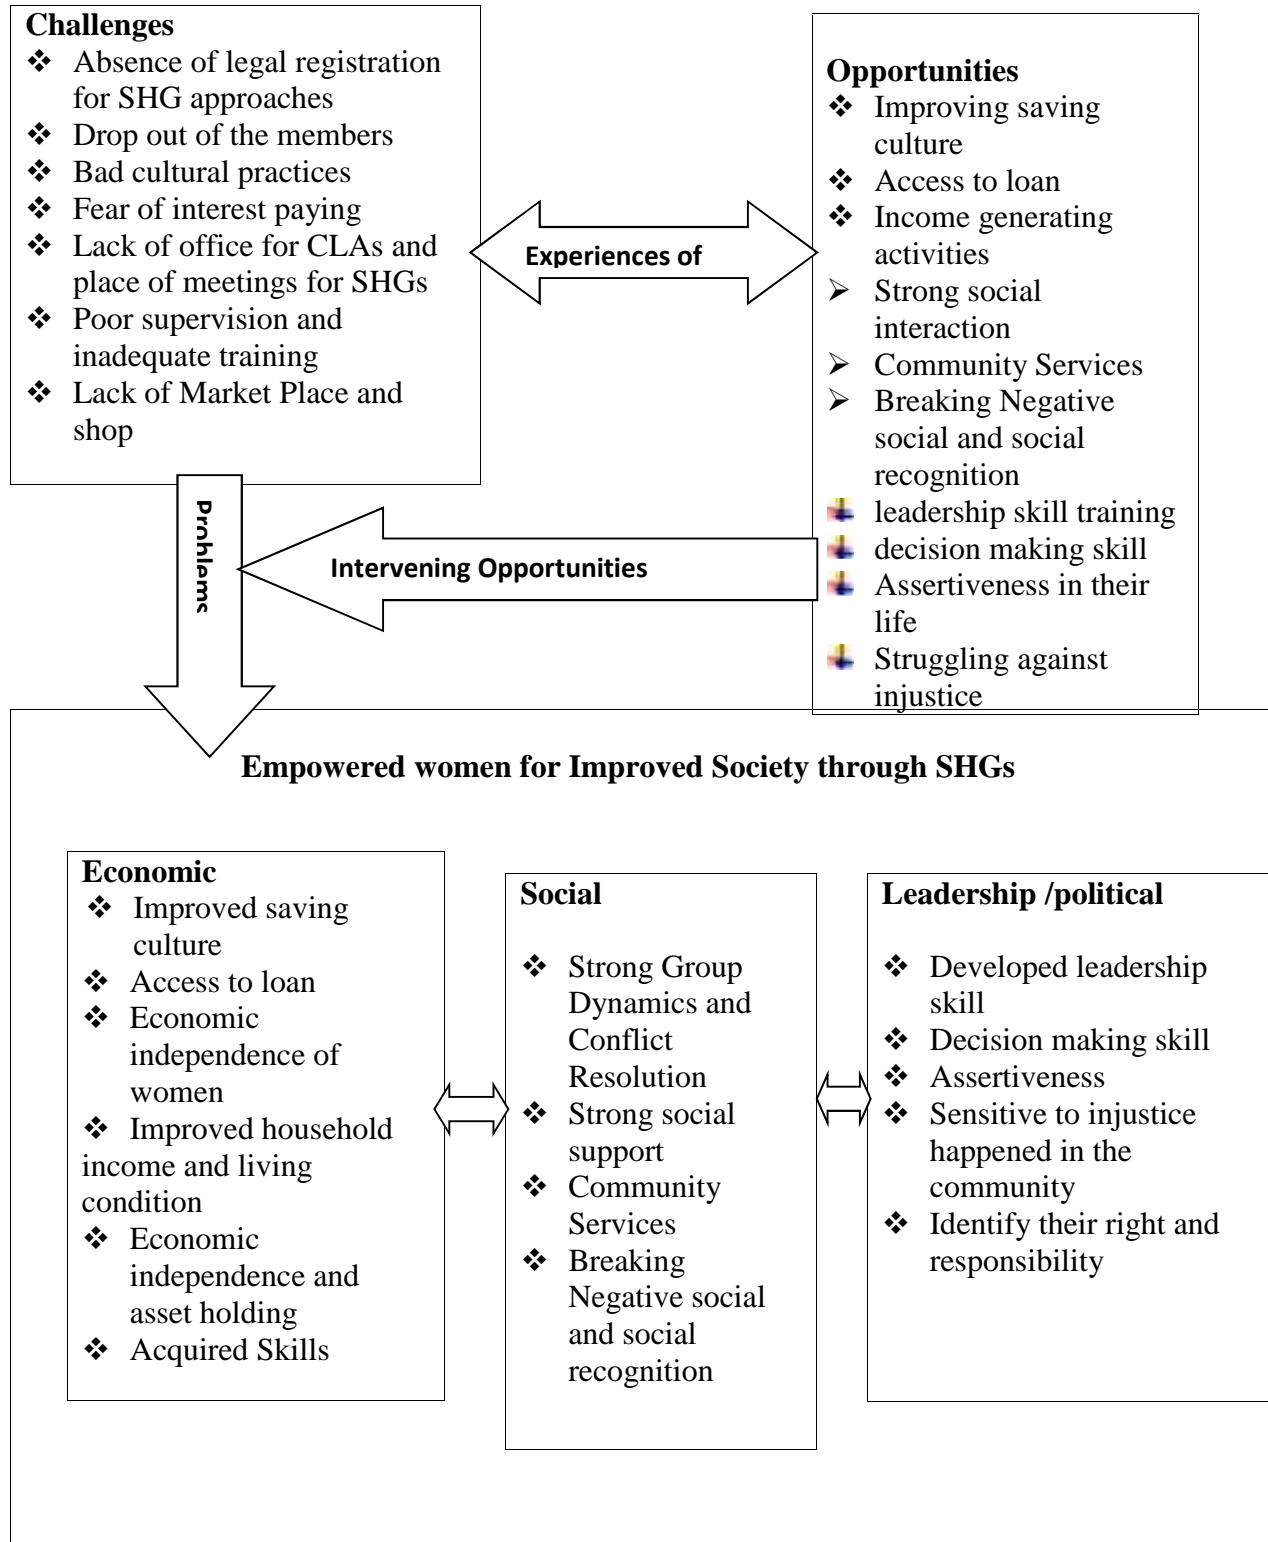 Challenges
❖ Absence of legal registration
for SHG approaches
❖ Drop out of the members
❖ Bad cultural practices
❖ Fear of interest paying
❖ Lack of office for CLAs and
place of meetings for SHGs
❖ Poor supervision and
inadequate training
❖ Lack of Market Place and
shop
Experiences of
Opportunities
❖ Improving saving
culture
❖ Access to loan
❖ Income generating
activities
➢ Strong social
interaction
➢ Community Services
➢ Breaking Negative
social and social
recognition
leadership skill training
decision making skill
Assertiveness in their
life
Struggling against
injustice
Problems
Intervening Opportunities
Empowered women for Improved Society through SHGs
Economic
❖ Improved saving
culture
❖ Access to loan
❖ Economic
independence of
women
❖ Improved household
income and living
condition
❖ Economic
independence and
asset holding
❖ Acquired Skills
Social
❖ Strong Group
Dynamics and
Conflict
Resolution
❖ Strong social
support
❖ Community
Services
❖ Breaking
Negative social
and social
recognition
Leadership /political
❖ Developed leadership
skill
❖ Decision making skill
❖ Assertiveness
❖ Sensitive to injustice
happened in the
community
❖ Identify their right and
responsibility